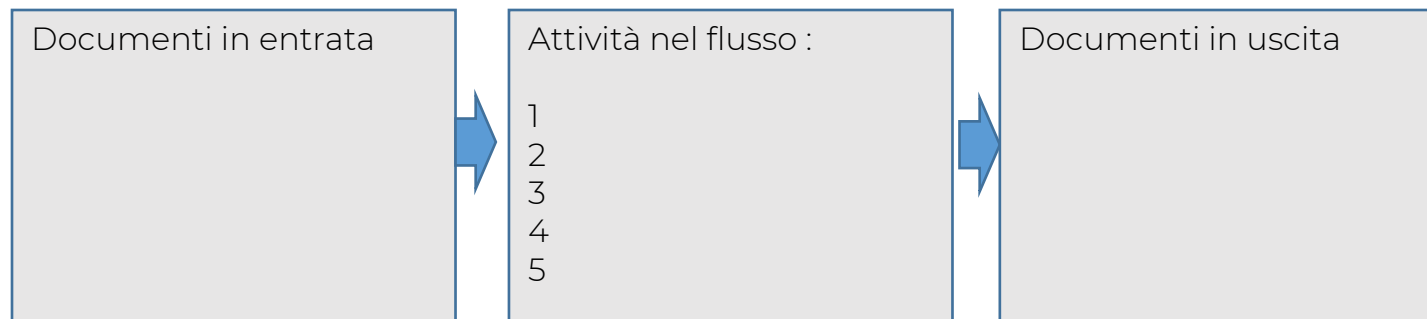 Documenti in entrata
Attività nel flusso :
1
2
3
4
5
Documenti in uscita